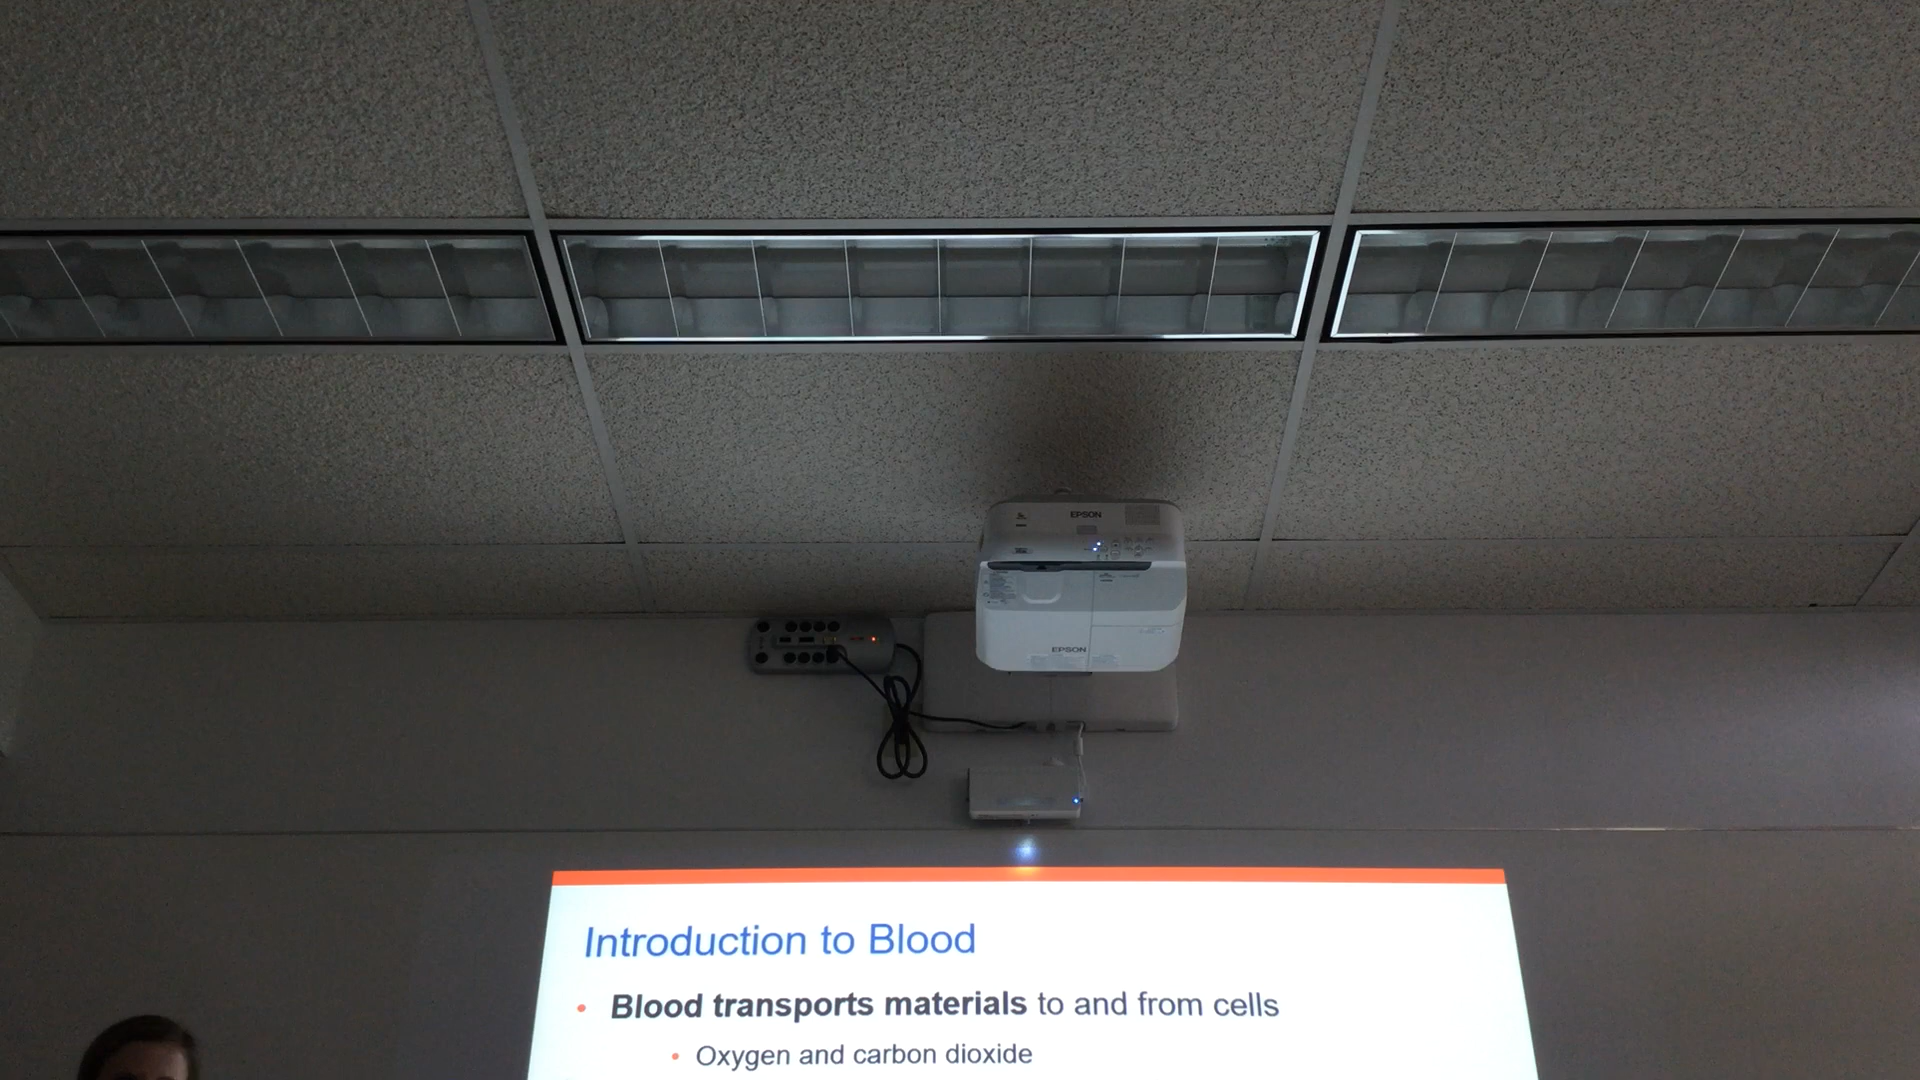 EPSON
EPSON
Introduction to Blood
Blood transports materials to and from cells
Oxygen and carbon dioxide